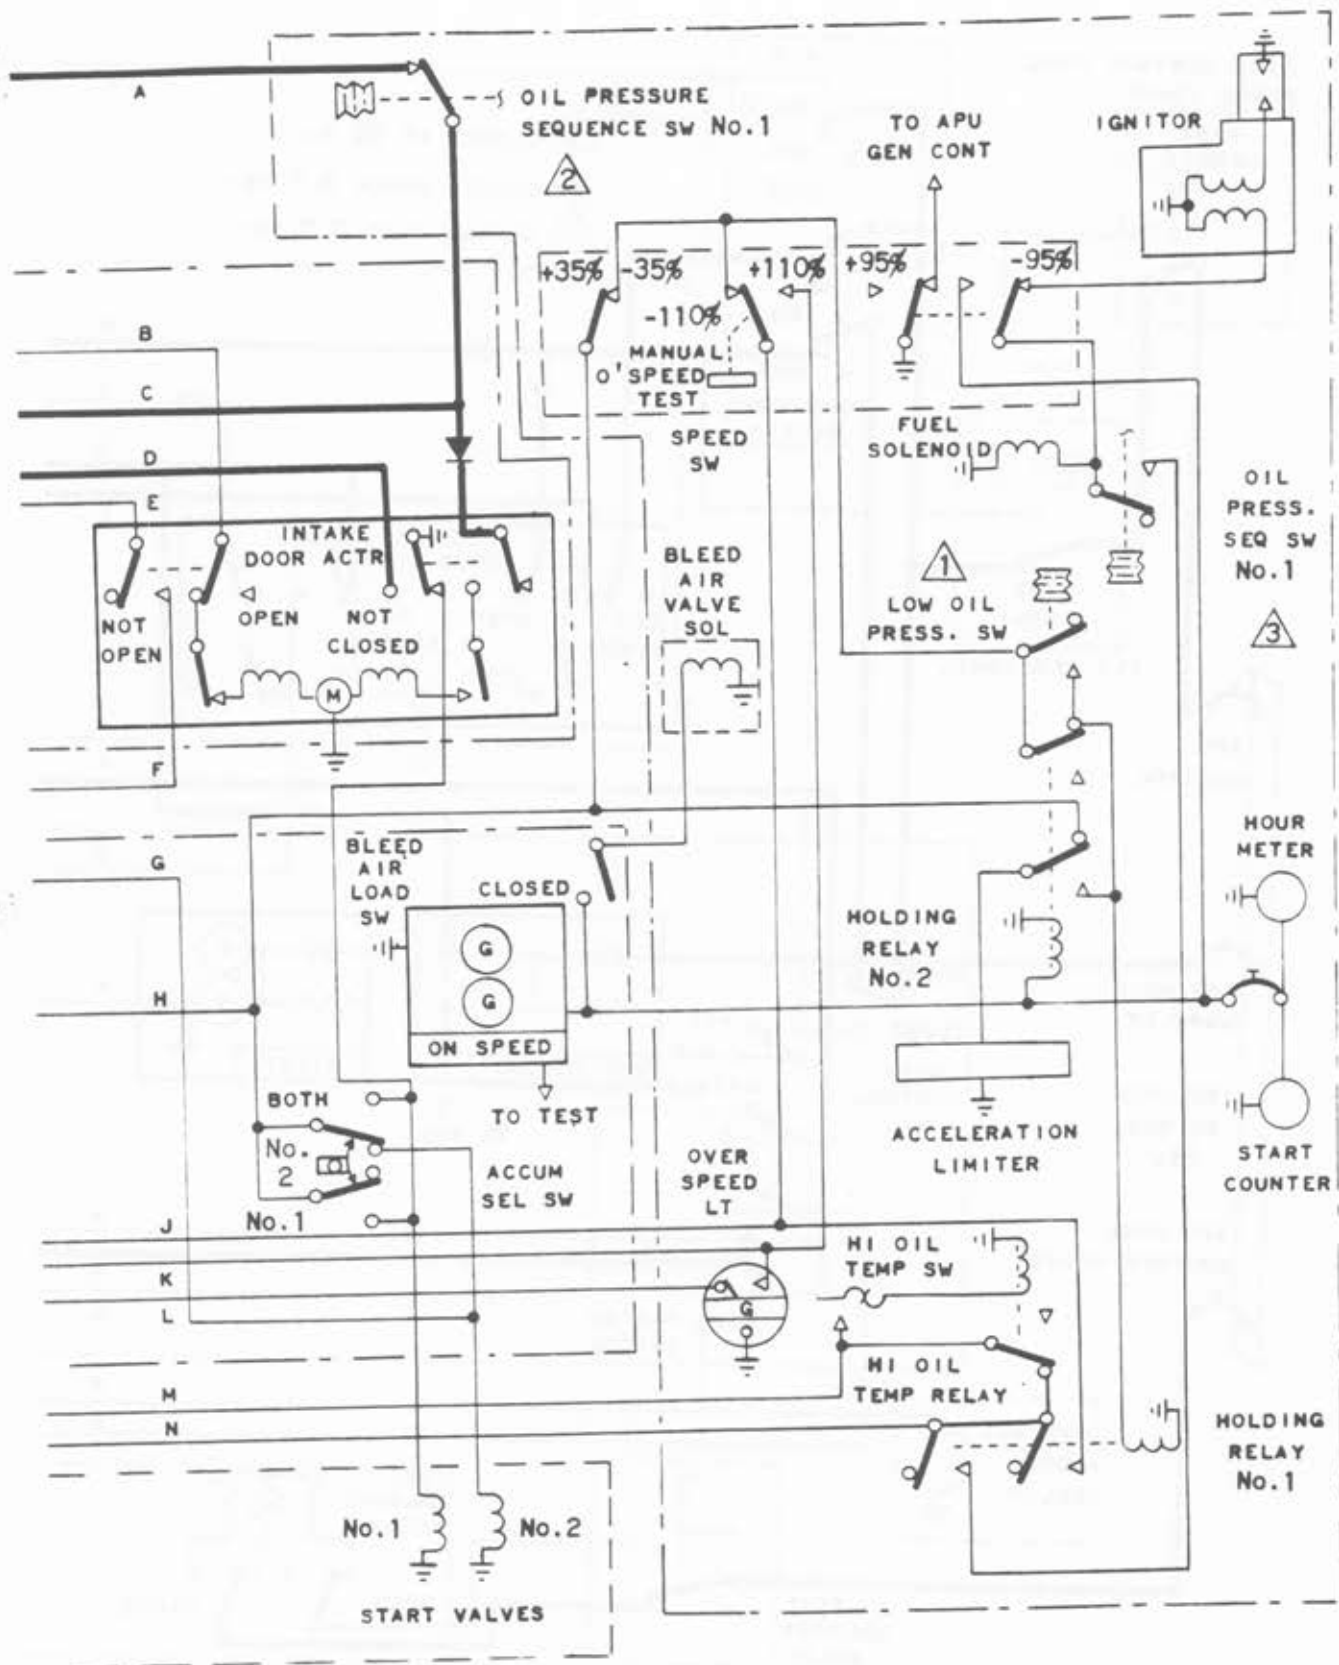 A
OIL PRESSURE
SEQUENCE SW No.1
2
TO APU
GEN CONT
IGNITOR
+35%
-35%
+110%
+95%
-95%
-110%
MANUAL
O'SPEED
TEST
SPEED
SW
B
C
D
E
FUEL
SOLENOID
OIL
PRESS.
SEQ SW
No.1
3
INTAKE
DOOR ACTR
NOT
OPEN
OPEN
NOT
CLOSED
M
BLEED
AIR
VALVE
SOL
1
LOW OIL
PRESS. SW
F
G
BLEED
AIR
LOAD
SW
CLOSED
G
G
ON SPEED
TO TEST
HOLDING
RELAY
No.2
HOUR
METER
H
BOTH
No.
2
No.1
ACCUM
SEL SW
ACCELERATION
LIMITER
START
COUNTER
OVER
SPEED
LT
G
J
K
L
HI OIL
TEMP SW
HI OIL
TEMP RELAY
M
N
HOLDING
RELAY
No.1
No.1
No.2
START VALVES